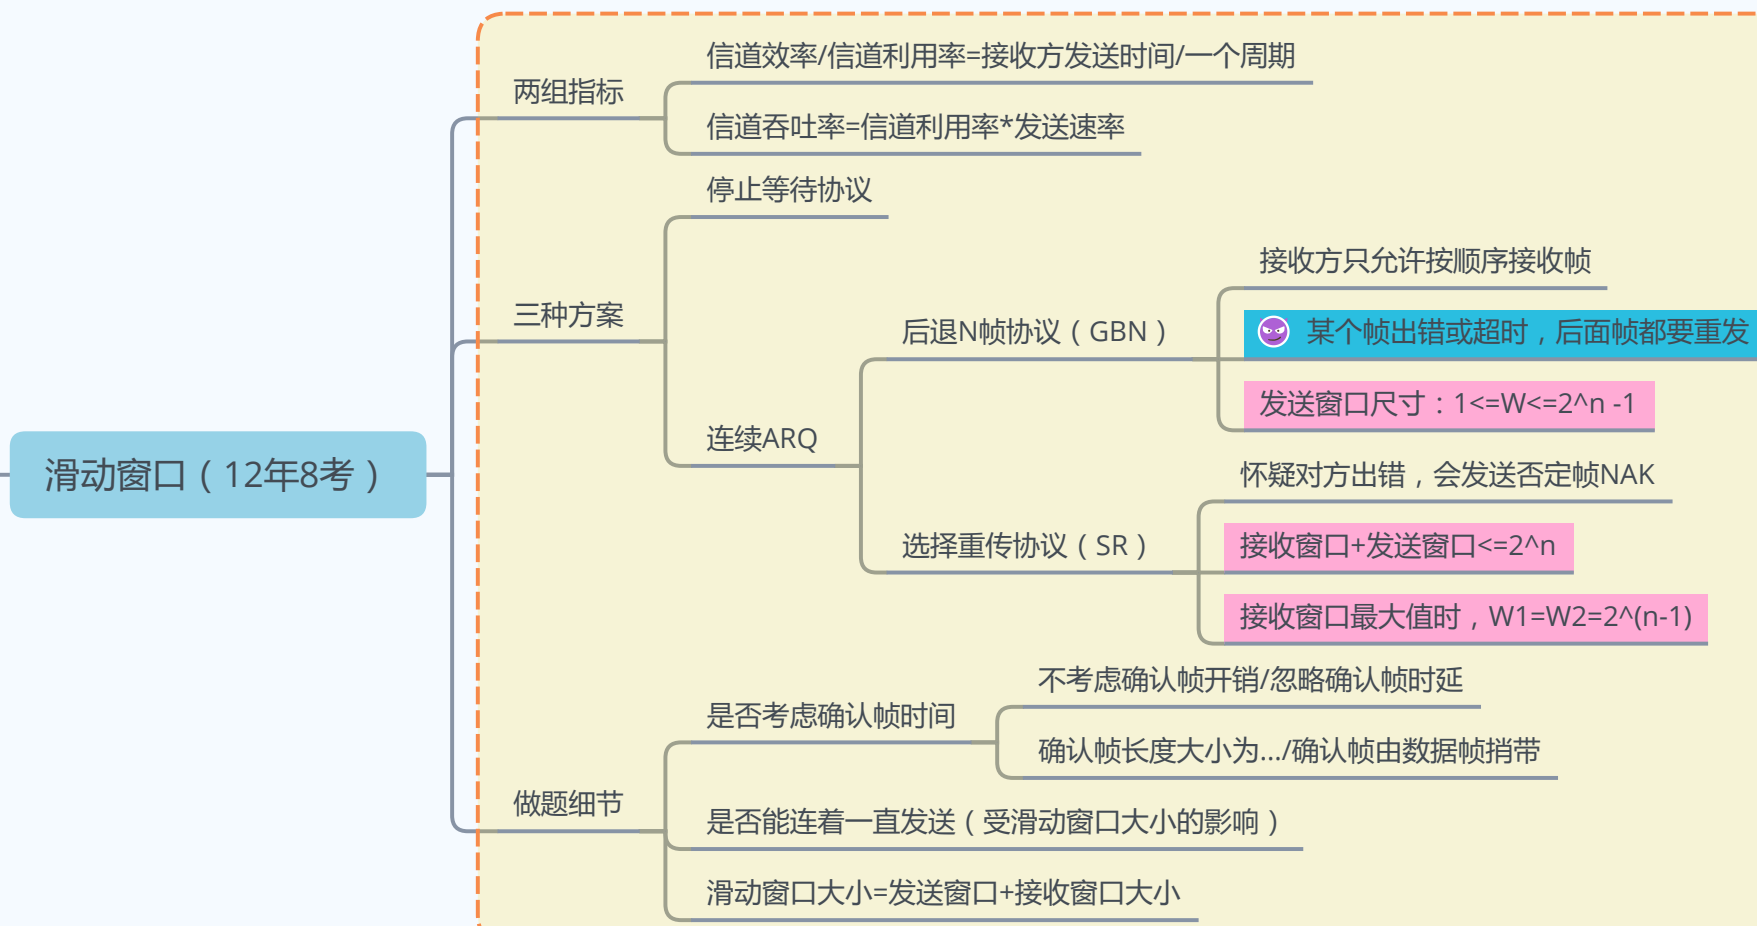 滑动窗口（12年8考）
两组指标
信道效率/信道利用率=接收方发送时间/一个周期
信道吞吐率=信道利用率*发送速率
三种方案
停止等待协议
连续ARQ
后退N帧协议（GBN）
接收方只允许按顺序接收帧
某个帧出错或超时，后面帧都要重发
发送窗口尺寸：1<=W<=2^n -1
选择重传协议（SR）
怀疑对方出错，会发送否定帧NAK
接收窗口+发送窗口<=2^n
接收窗口最大值时，W1=W2=2^(n-1)
做题细节
是否考虑确认帧时间
不考虑确认帧开销/忽略确认帧时延
确认帧长度大小为.../确认帧由数据帧捎带
是否能连着一直发送（受滑动窗口大小的影响）
滑动窗口大小=发送窗口+接收窗口大小